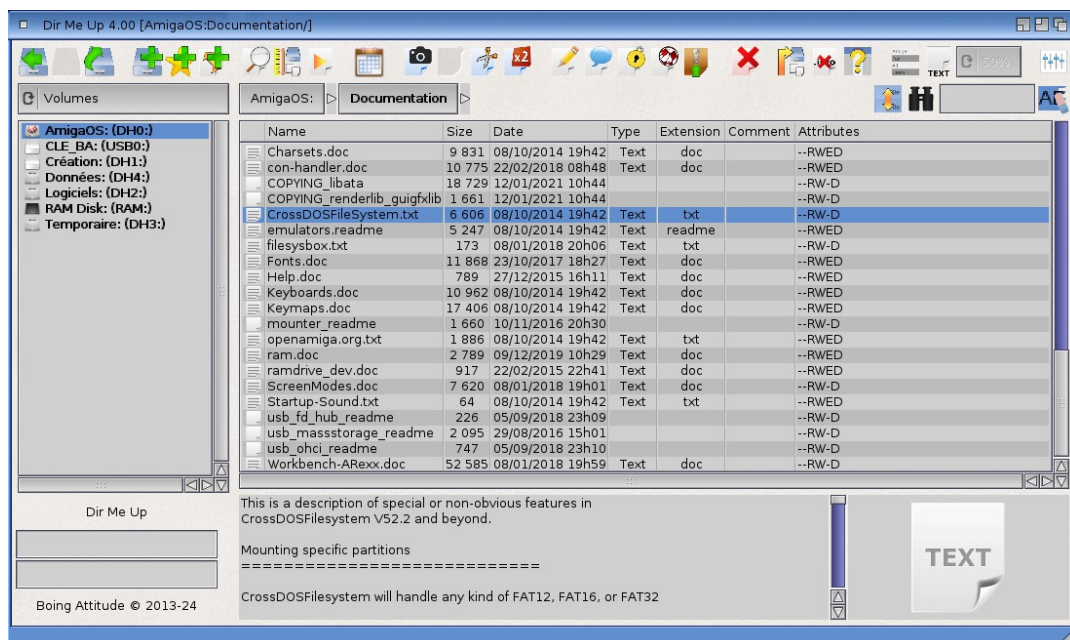 Dir Me Up 4.00 [AmigaOS:Documentation/]
x2
TEXT
50%
Volumes
AmigaOS:
Documentation
AmigaOS: (DH0:)
CLE_BA: (USB0:)
Création: (DH1:)
Données: (DH4:)
Logiciels: (DH2:)
RAM Disk: (RAM:)
Temporaire: (DH3:)
Name Size Date Type Extension Comment Attributes
Charsets.doc 9 831 08/10/2014 19h42 Text doc --RWED
con-handler.doc 10 775 22/02/2018 08h48 Text doc --RWED
COPYING_libata 18 729 12/01/2021 10h44 --RW-D
COPYING_renderlib_guigfxlib 1 661 12/01/2021 10h44 --RW-D
CrossDOSFileSystem.txt 6 606 08/10/2014 19h42 Text txt --RW-D
emulators.readme 5 247 08/10/2014 19h42 Text readme --RWED
filesysbox.txt 173 08/01/2018 20h06 Text txt --RW-D
Fonts.doc 11 868 23/10/2017 18h27 Text doc --RWED
Help.doc 789 27/12/2015 16h11 Text doc --RWED
Keyboards.doc 10 962 08/10/2014 19h42 Text doc --RWED
Keymaps.doc 17 406 08/10/2014 19h42 Text doc --RWED
mounter_readme 1 660 10/11/2016 20h30 --RW-D
openamiga.org.txt 1 886 08/10/2014 19h42 Text txt --RWED
ram.doc 2 789 09/12/2019 10h29 Text doc --RWED
ramdrive_dev.doc 917 22/02/2015 22h41 Text doc --RWED
ScreenModes.doc 7 620 08/01/2018 19h01 Text doc --RW-D
Startup-Sound.txt 64 08/10/2014 19h42 Text txt --RWED
usb_fd_hub_readme 226 05/09/2018 23h09 --RW-D
usb_massstorage_readme 2 095 29/08/2016 15h01 --RW-D
usb_ohci_readme 747 05/09/2018 23h10 --RW-D
Workbench-ARexx.doc 52 585 08/01/2018 19h59 Text doc --RW-D
Dir Me Up
Boing Attitude © 2013-24
This is a description of special or non-obvious features in
CrossDOSFilesystem V52.2 and beyond.
Mounting specific partitions
============================
CrossDOSFilesystem will handle any kind of FAT12, FAT16, or FAT32
TEXT